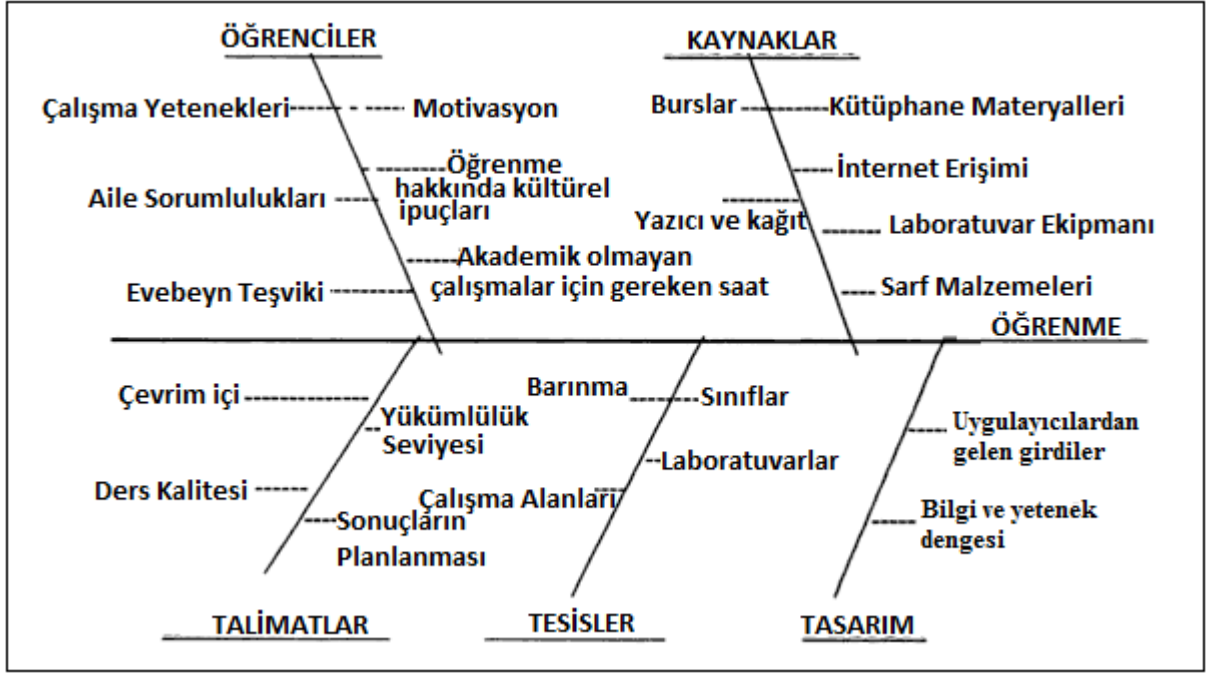 ÖĞRENCİLER
KAYNAKLAR
Çalışma Yetenekleri
Motivasyon
Burslar
Kütüphane Materyalleri
Öğrenme
hakkında kültürel
ipuçları
Aile Sorumlulukları
İnternet Erişimi
Yazıcı ve kağıt
Laboratuvar Ekipmanı
Akademik olmayan
çalışmalar için gereken saat
Evebeyn Teşviki
Sarf Malzemeleri
ÖĞRENME
Çevrim içi
Yükümlülük
Seviyesi
Barınma
Sınıflar
Uygulayıcılardan
gelen girdiler
Ders Kalitesi
Sonuçların
Planlanması
Laboratuvarlar
Çalışma Alanları
Bilgi ve yetenek
dengesi
TALİMATLAR
TESİSLER
TASARIM